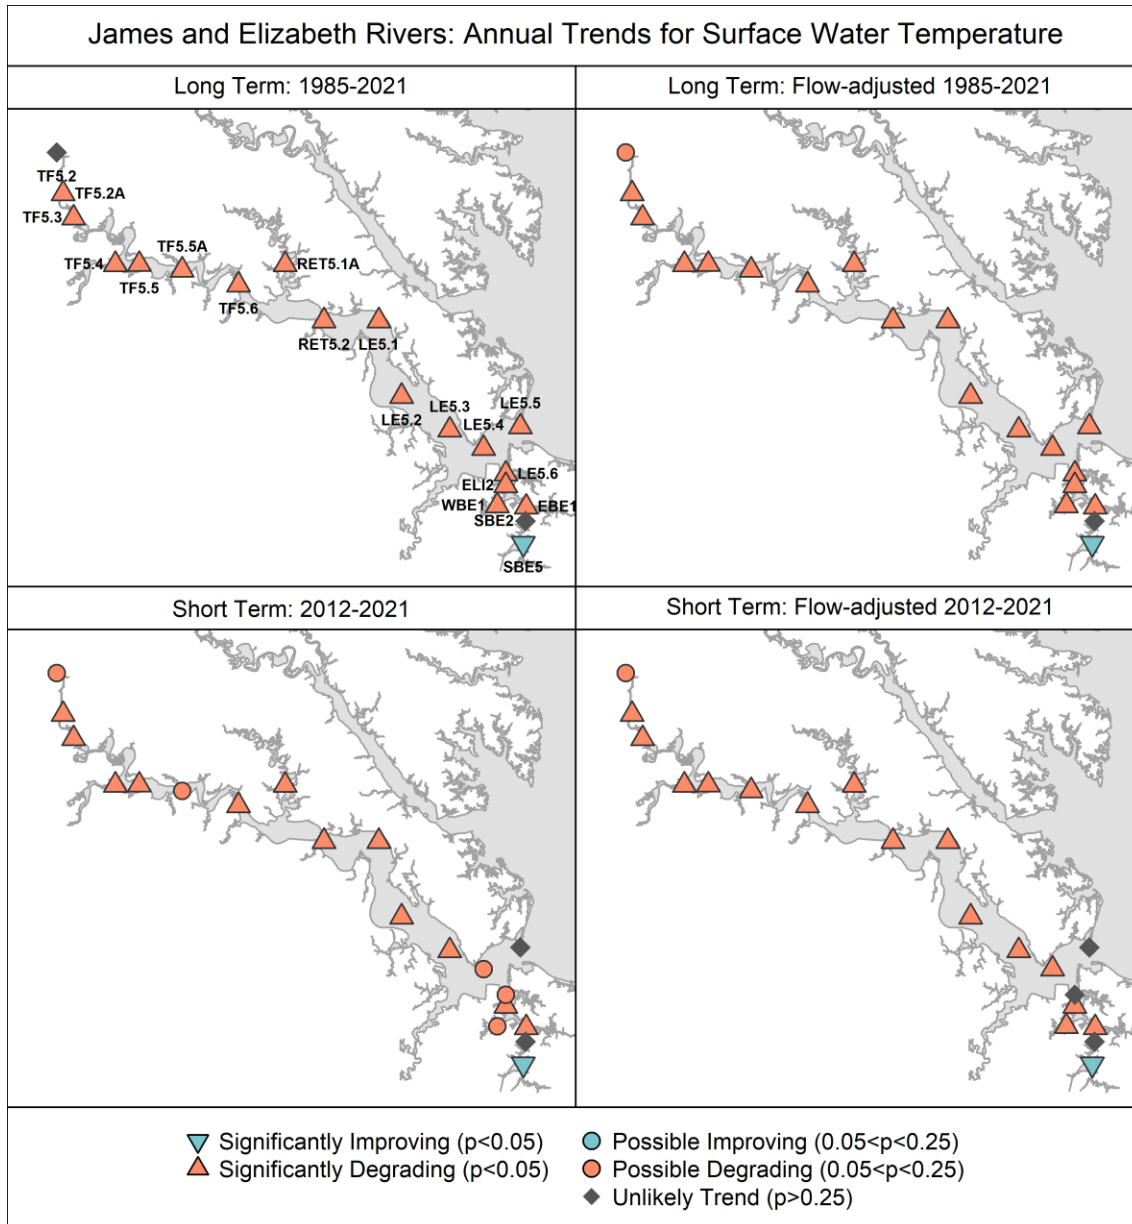 James and Elizabeth Rivers: Annual Trends for Surface Water Temperature
Long Term: 1985-2021
Long Term: Flow-adjusted 1985-2021
TF5.2
TF5.2A
TF5.3
TF5.5A
TF5.4
RET5.1A
TF5.5
TF5.6
RET5.2
LE5.1
LE5.3
LE5.5
LE5.2
LE5.4
LE5.6
ELI2
WBE1
EBE1
SBE2
SBE5
Short Term: 2012-2021
Short Term: Flow-adjusted 2012-2021
Significantly Improving (p<0.05)
Possible Improving (0.05<p<0.25)
Significantly Degrading (p<0.05)
Possible Degrading (0.05<p<0.25)
Unlikely Trend (p>0.25)